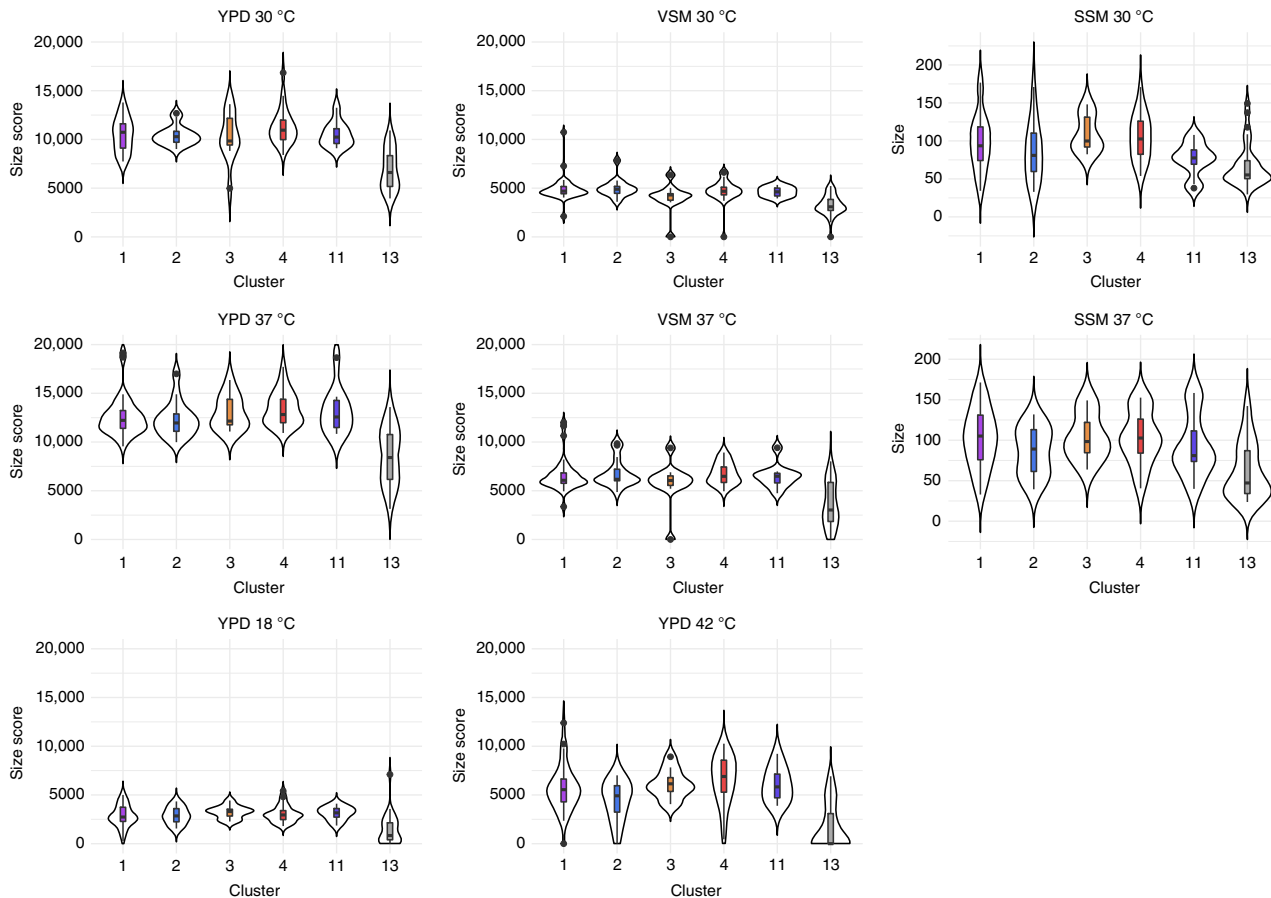 YPD 30 °C
20,000
15,000
10,000
5000
0
Size score
1 2 3 4 11 13
Cluster
VSM 30 °C
20,000
15,000
10,000
5000
0
Size score
1 2 3 4 11 13
Cluster
SSM 30 °C
200
150
100
50
0
Size
1 2 3 4 11 13
Cluster
YPD 37 °C
20,000
15,000
10,000
5000
0
Size score
1 2 3 4 11 13
Cluster
VSM 37 °C
20,000
15,000
10,000
5000
0
Size score
1 2 3 4 11 13
Cluster
SSM 37 °C
200
150
100
50
0
Size
1 2 3 4 11 13
Cluster
YPD 18 °C
20,000
15,000
10,000
5000
0
Size score
1 2 3 4 11 13
Cluster
YPD 42 °C
20,000
15,000
10,000
5000
0
Size score
1 2 3 4 11 13
Cluster